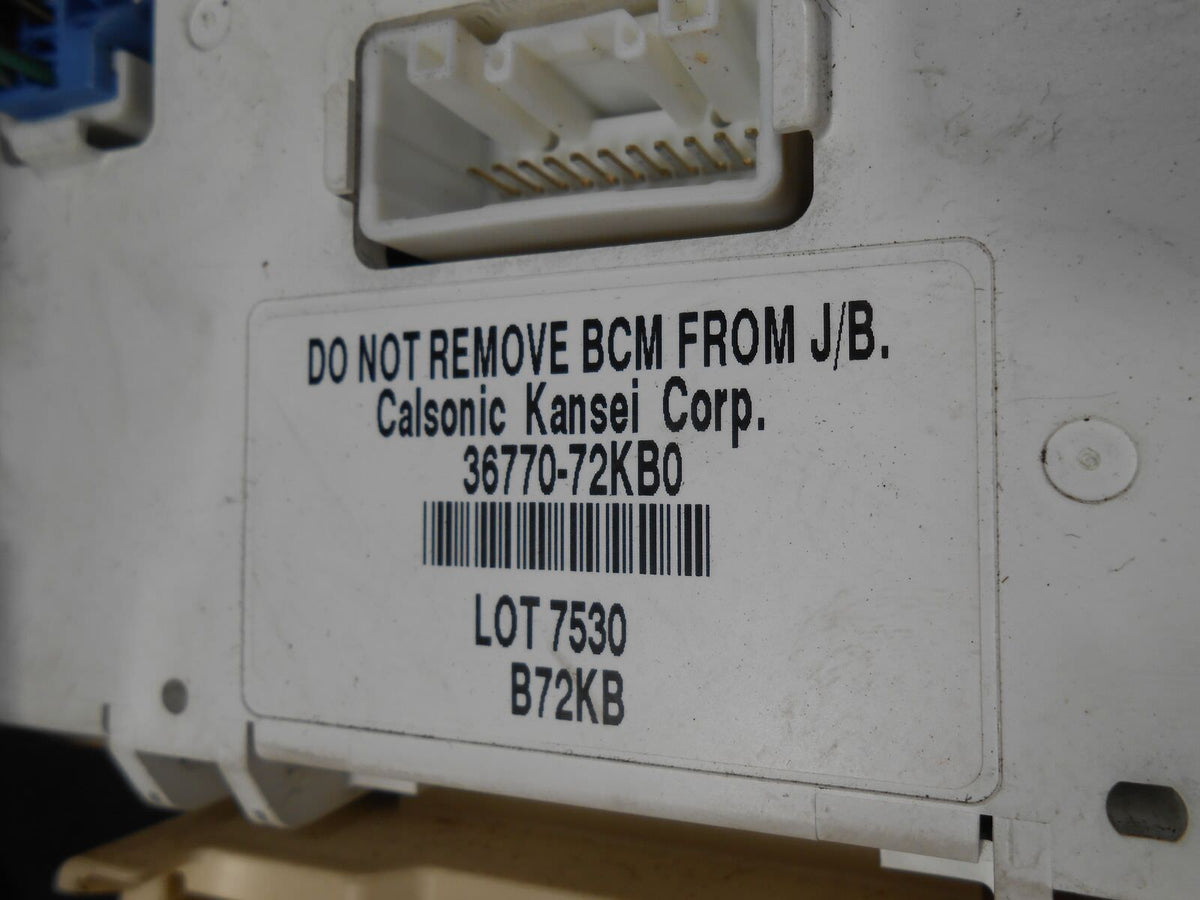 DO NOT REMOVE BCM FROM J/B.
Calsonic Kansei Corp.
36770-72KB0
LOT 7530
B72KB